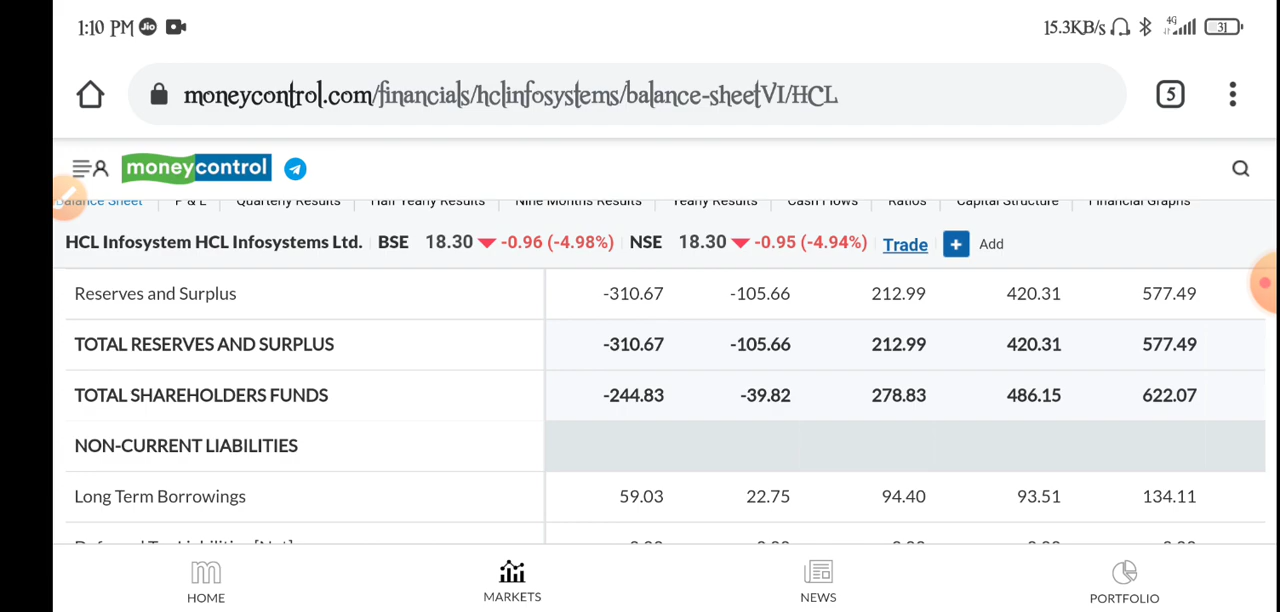 1:10 PM Jio 15.3KB/s 4G 31
moneycontrol.com/financials/hclinfosystems/balance-sheetVI/HCL 5
moneycontrol
Balance Sheet P & L Quarterly Results Half Yearly Results Nine Months Results Yearly Results Cash Flows Ratios Capital Structure Financial Graphs
HCL Infosystem HCL Infosystems Ltd. BSE 18.30 -0.96 (-4.98%) NSE 18.30 -0.95 (-4.94%) Trade + Add
Reserves and Surplus -310.67 -105.66 212.99 420.31 577.49
TOTAL RESERVES AND SURPLUS -310.67 -105.66 212.99 420.31 577.49
TOTAL SHAREHOLDERS FUNDS -244.83 -39.82 278.83 486.15 622.07
NON-CURRENT LIABILITIES
Long Term Borrowings 59.03 22.75 94.40 93.51 134.11
HOME MARKETS NEWS PORTFOLIO